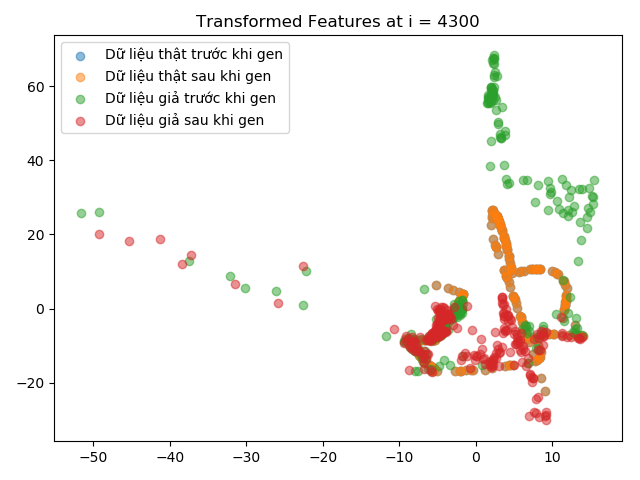 Transformed Features at i = 4300
Dữ liệu thật trước khi gen
Dữ liệu thật sau khi gen
Dữ liệu giả trước khi gen
Dữ liệu giả sau khi gen
60
40
20
0
−20
−50 −40 −30 −20 −10 0 10